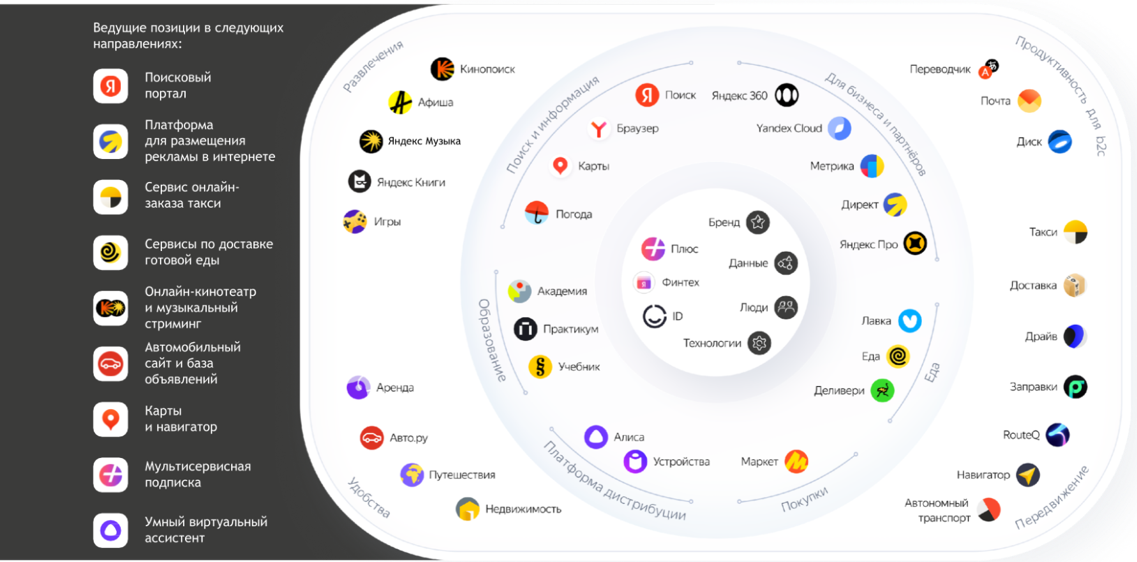 Ведущие позиции в следующих
направлениях:
Поисковый
портал
Платформа
для размещения
рекламы в интернете
Сервис онлайн-
заказа такси
Сервисы по доставке
готовой еды
Онлайн-кинотеатр
и музыкальный
стриминг
Автомобильный
сайт и база
объявлений
Карты
и навигатор
Мультисервисная
подписка
Умный виртуальный
ассистент
Развлечения
Кинопоиск
Афиша
Яндекс Музыка
Яндекс Книги
Игры
Поиск и информация
Поиск
Браузер
Карты
Погода
Для бизнеса и партнёров
Яндекс 360
Yandex Cloud
Метрика
Директ
Яндекс Про
Продуктивность для b2c
Переводчик
Почта
Диск
Бренд
Плюс
Данные
Финтех
Люди
ID
Технологии
Образование
Академия
Практикум
Учебник
Еда
Лавка
Еда
Деливери
Такси
Доставка
Драйв
Заправки
RouteQ
Навигатор
Автономный
транспорт
Передвижение
Аренда
Авто.ру
Путешествия
Недвижимость
Удобства
Алиса
Устройства
Платформа дистрибуции
Маркет
Покупки